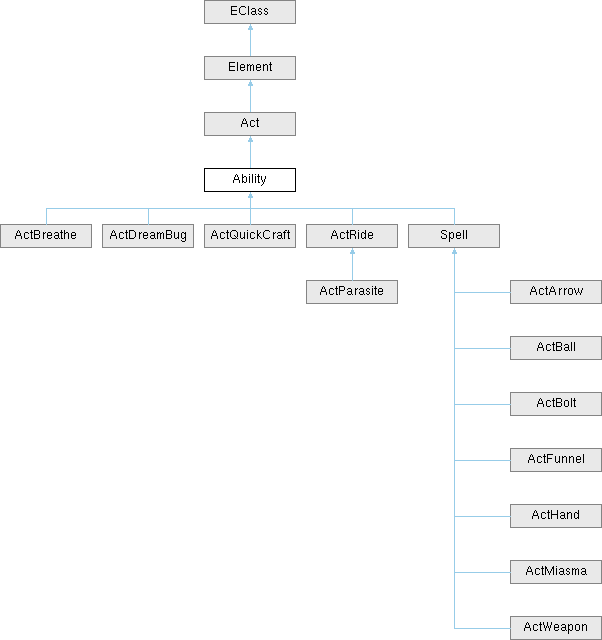 EClass
Element
Act
Ability
ActBreathe
ActDreamBug
ActQuickCraft
ActRide
Spell
ActParasite
ActArrow
ActBall
ActBolt
ActFunnel
ActHand
ActMiasma
ActWeapon